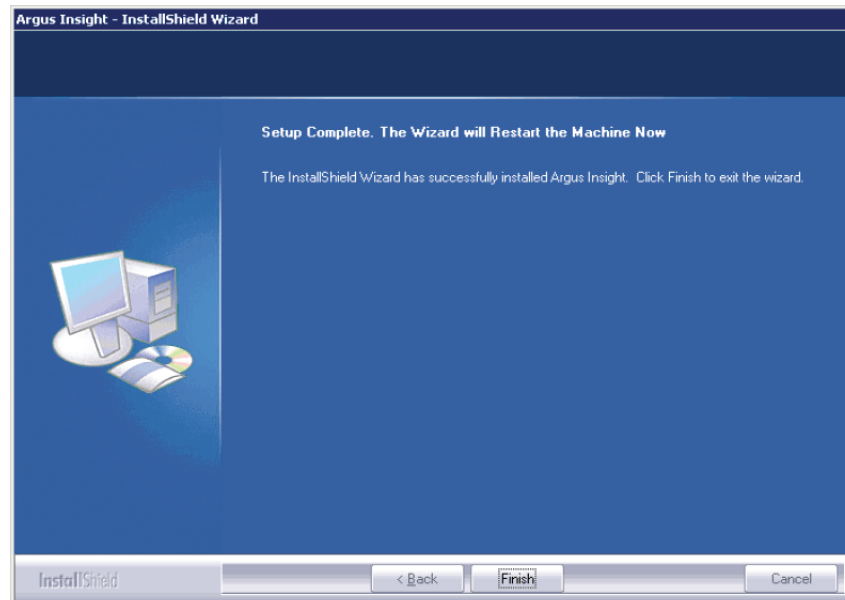 Argus Insight - InstallShield Wizard
Setup Complete. The Wizard will Restart the Machine Now
The InstallShield Wizard has successfully installed Argus Insight. Click Finish to exit the wizard.
InstallShield
< Back
Finish
Cancel